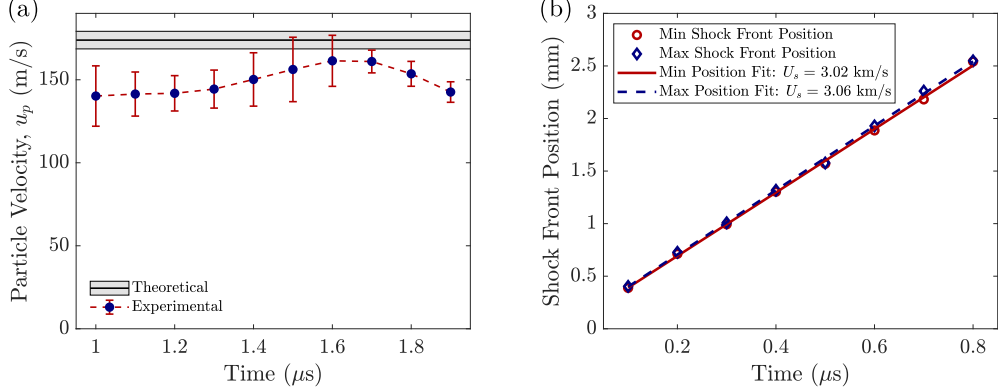 (a)
Particle Velocity, u_p (m/s)
150
100
50
0
Theoretical
Experimental
1
1.2
1.4
1.6
1.8
Time (μs)
(b)
Shock Front Position (mm)
3
2.5
2
1.5
1
0.5
0
Min Shock Front Position
Max Shock Front Position
Min Position Fit: U_s = 3.02 km/s
Max Position Fit: U_s = 3.06 km/s
0.2
0.4
0.6
0.8
Time (μs)